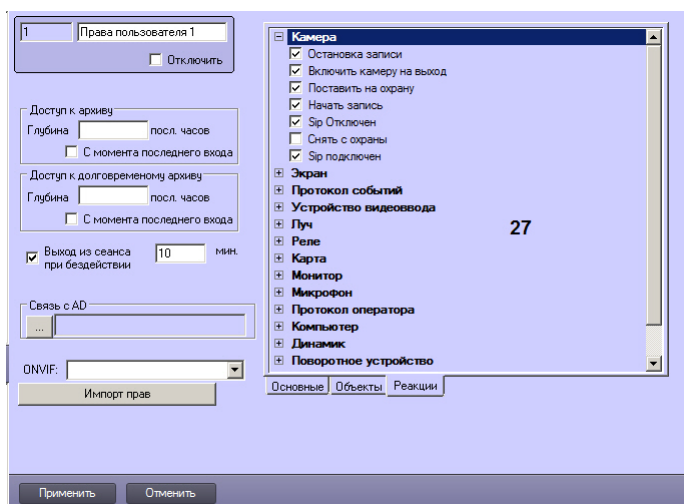 1 Права пользователя 1
Отключить
Доступ к архиву
Глубина посл. часов
С момента последнего входа
Доступ к долговременому архиву
Глубина посл. часов
С момента последнего входа
Выход из сеанса при бездействии 10 мин.
Связь с AD
...
ONVIF:
Импорт прав
Камера
Остановка записи
Включить камеру на выход
Поставить на охрану
Начать запись
Sip Отключен
Снять с охраны
Sip подключен
Экран
Протокол событий
Устройство видеоввода
Луч
27
Реле
Карта
Монитор
Микрофон
Протокол оператора
Компьютер
Динамик
Поворотное устройство
Основные Объекты Реакции
Применить Отменить